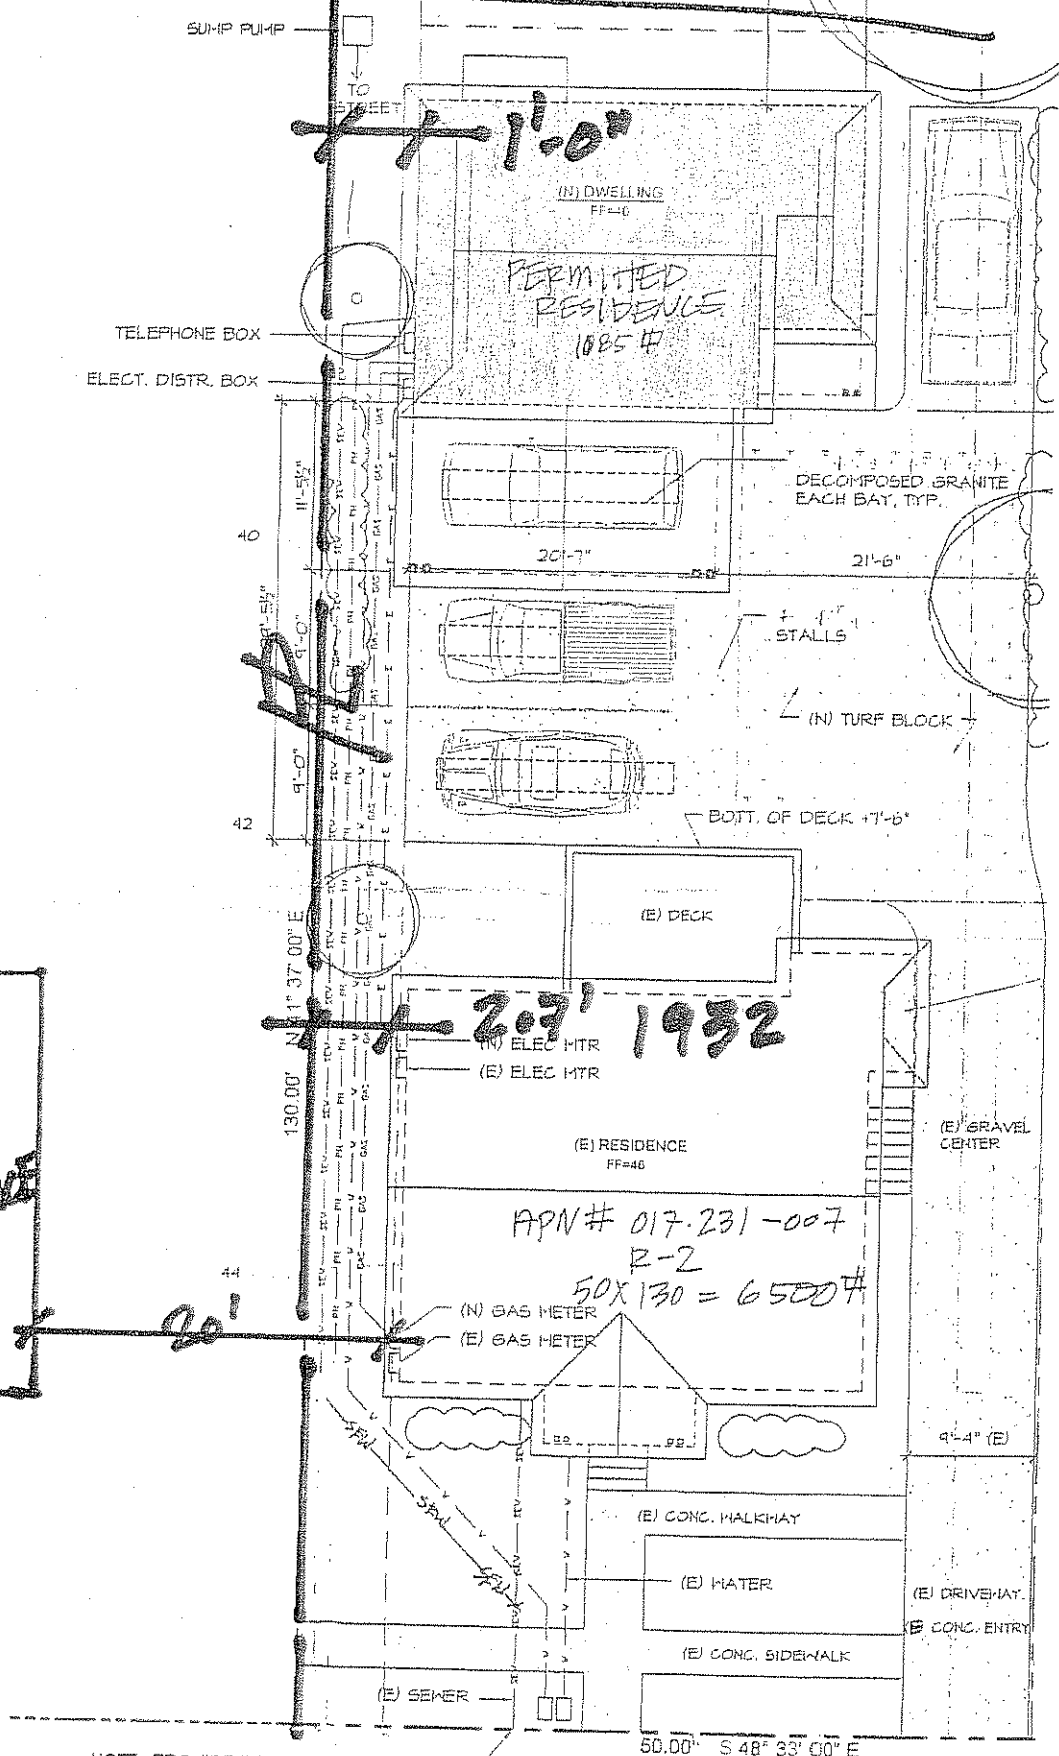 SUMP PUMP
TO
STREET
1'-0"
(N) DWELLING
PERMITTED
RESIDENCE
1085 #
TELEPHONE BOX
ELECT. DISTR. BOX
DECOMPOSED GRANITE
EACH BAY, TYP.
11'-5½"
40
20'-7"
21'-6"
9'-0"
STALLS
PL
(N) TURF BLOCK
9'-0"
42
BOTT. OF DECK +7'-6"
(E) DECK
2.7' 1932
(N) ELEC MTR
(E) ELEC MTR
130.00'
(E) RESIDENCE
FF=46
(E) GRAVEL
CENTER
APN# 017.231-007
R-2
50X130 = 6500#
44
20'
(N) GAS METER
(E) GAS METER
9'-4" (E)
(E) CONC. WALKWAY
(E) WATER
(E) DRIVEWAY.
(E) CONC. ENTRY
(E) CONC. SIDEWALK
(E) SEWER
50.00' S 48° 33' 00" E